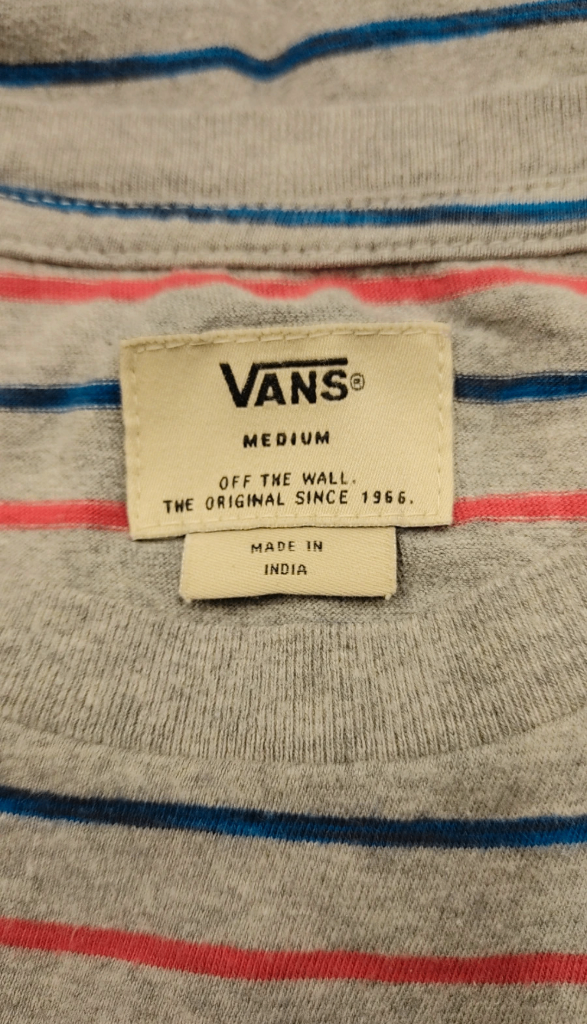 VANS®
MEDIUM
OFF THE WALL.
THE ORIGINAL SINCE 1966.
MADE IN
INDIA